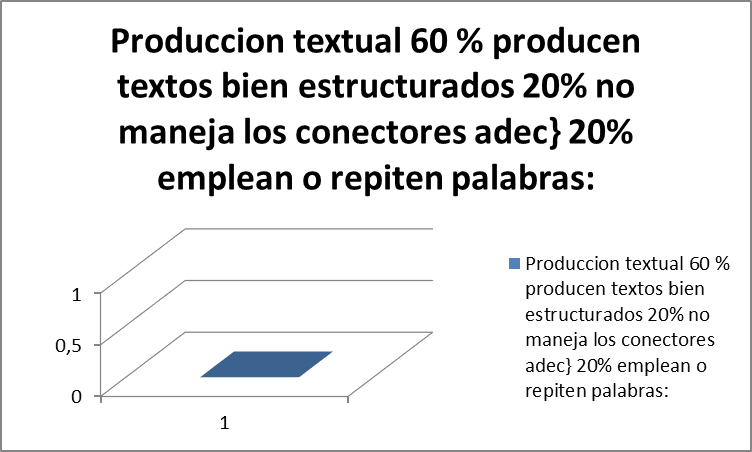 Produccion textual 60 % producen
textos bien estructurados 20% no
maneja los conectores adec} 20%
emplean o repiten palabras:
1
0,5
0
1
Produccion textual 60 %
producen textos bien
estructurados 20% no
maneja los conectores
adec} 20% emplean o
repiten palabras: